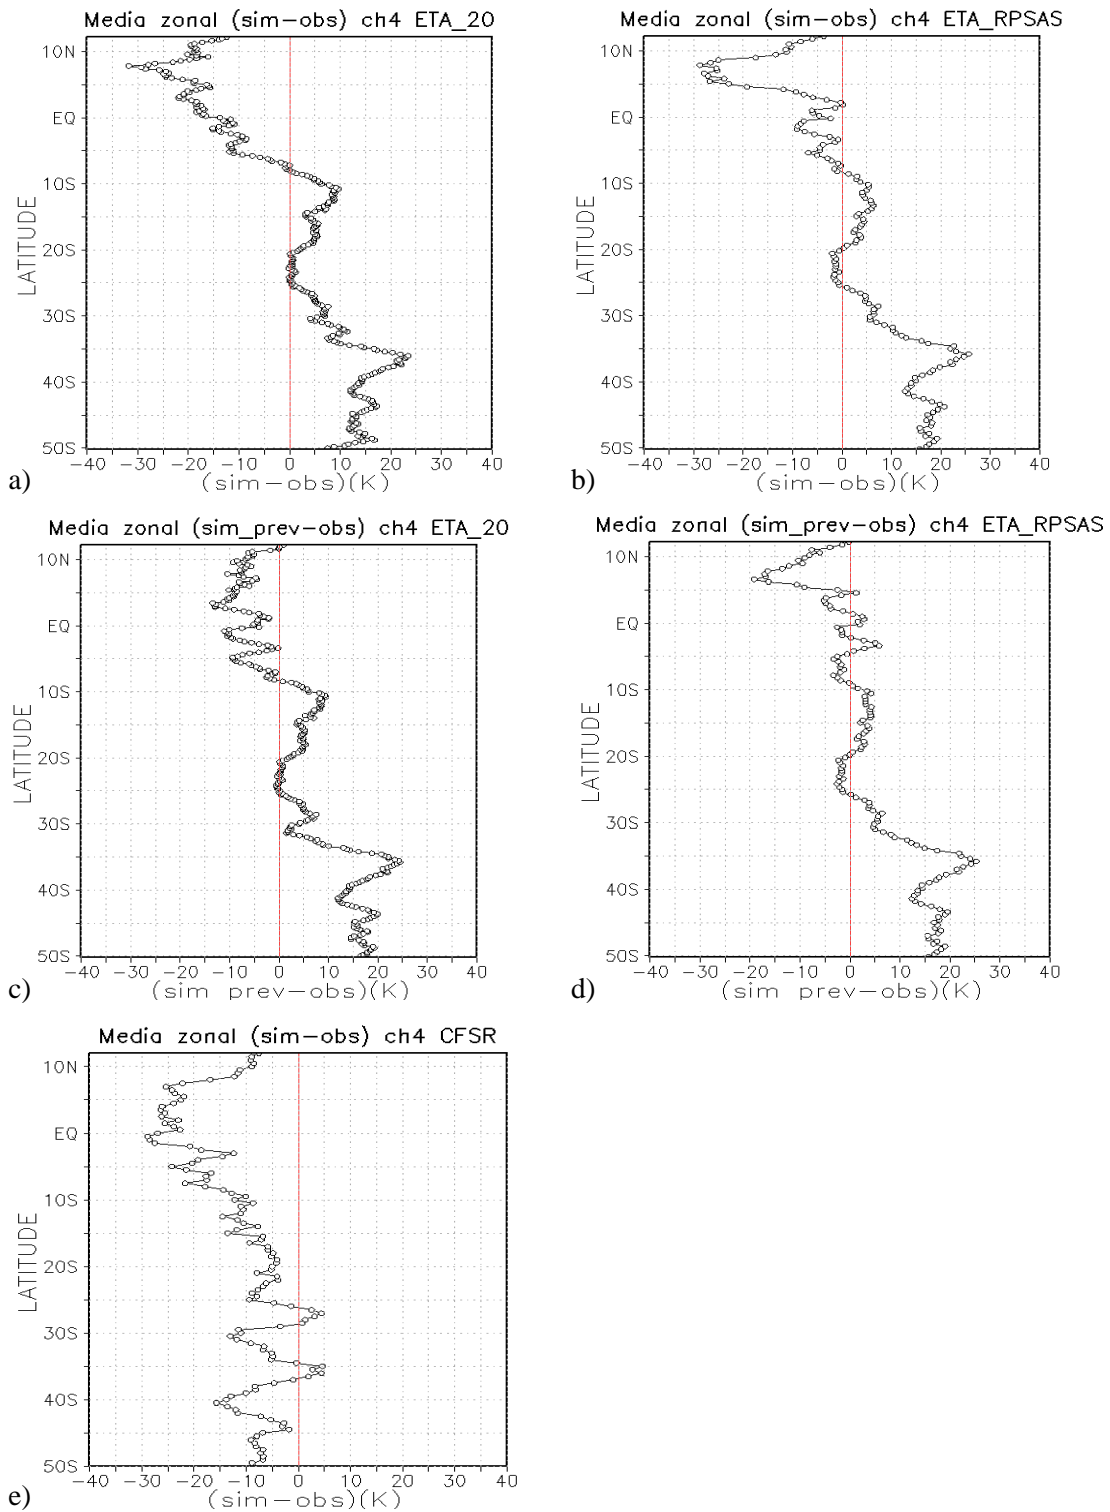 Media zonal (sim-obs) ch4 ETA_20
10N
EQ
10S
20S
30S
40S
50S
LATITUDE
-40 -30 -20 -10 0 10 20 30 40
(sim-obs)(K)
a)
Media zonal (sim-obs) ch4 ETA_RPSAS
10N
EQ
10S
20S
30S
40S
50S
LATITUDE
-40 -30 -20 -10 0 10 20 30 40
(sim-obs)(K)
b)
Media zonal (sim_prev-obs) ch4 ETA_20
10N
EQ
10S
20S
30S
40S
50S
LATITUDE
-40 -30 -20 -10 0 10 20 30 40
(sim prev-obs)(K)
c)
Media zonal (sim_prev-obs) ch4 ETA_RPSAS
10N
EQ
10S
20S
30S
40S
50S
LATITUDE
-40 -30 -20 -10 0 10 20 30 40
(sim prev-obs)(K)
d)
Media zonal (sim-obs) ch4 CFSR
10N
EQ
10S
20S
30S
40S
50S
LATITUDE
-40 -30 -20 -10 0 10 20 30 40
(sim-obs)(K)
e)